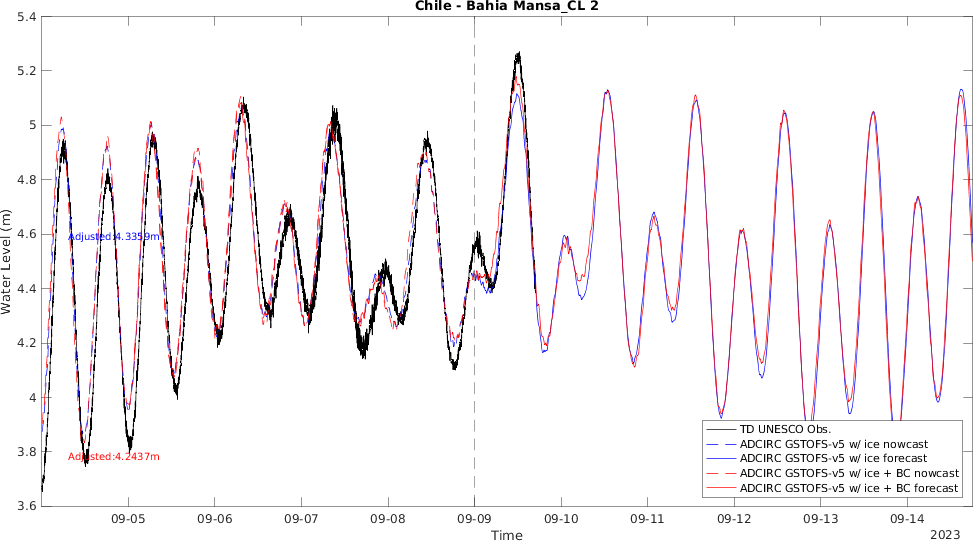 Chile - Bahia Mansa_CL 2
5.4
5.2
5
4.8
4.6
4.4
4.2
4
3.8
3.6
Water Level (m)
Adjusted:4.3359m
Adjusted:4.2437m
TD UNESCO Obs.
ADCIRC GSTOFS-v5 w/ ice nowcast
ADCIRC GSTOFS-v5 w/ ice forecast
ADCIRC GSTOFS-v5 w/ ice + BC nowcast
ADCIRC GSTOFS-v5 w/ ice + BC forecast
09-05 09-06 09-07 09-08 09-09 09-10 09-11 09-12 09-13 09-14
Time
2023